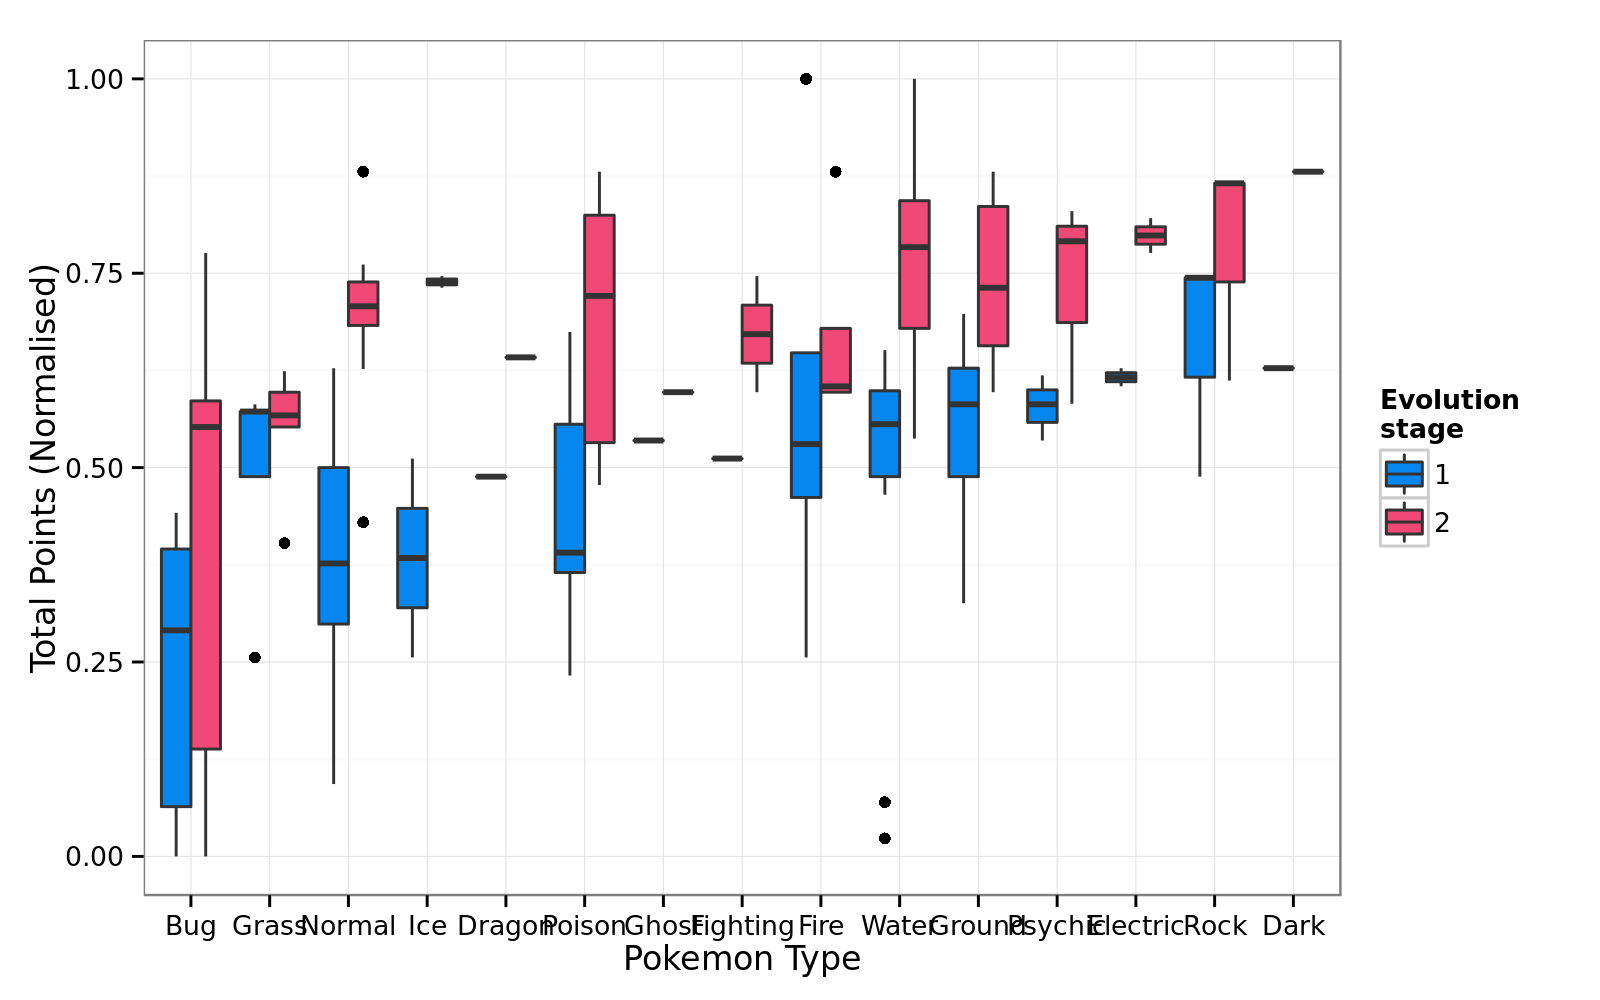 1.00
0.75
0.50
0.25
0.00
Total Points (Normalised)
Bug Grass Normal Ice Dragon Poison Ghost Fighting Fire Water Ground Psychic Electric Rock Dark
Pokemon Type
Evolution
stage
1
2